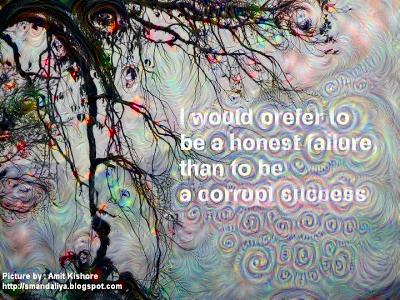 I would prefer to
be a honest failure
than to be
a corrupt success
Picture by : Amit Kishore
http://smandaliya.blogspot.com